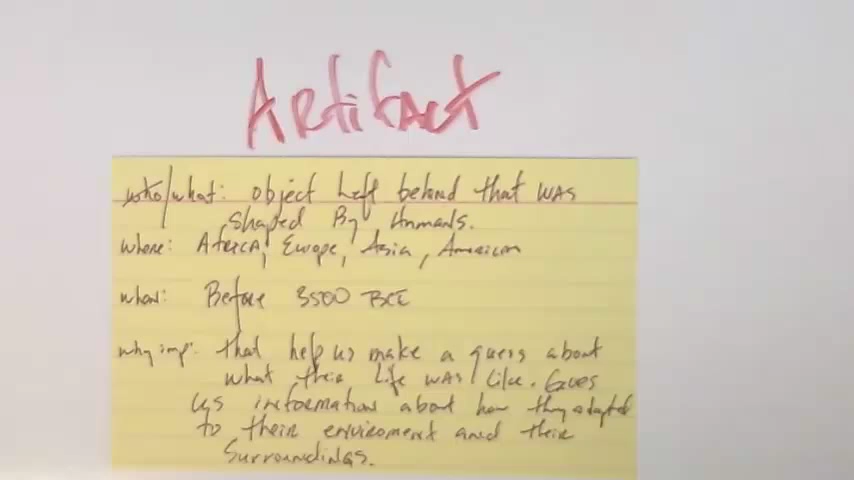 Artifact
who/what: object left behind that was
shaped By Humans.
where: Africa, Europe, Asia, American
when: Before 3500 BCE
why imp: that help us make a guess about
what their life was like. Gives
us information about how they adapted
to their enviroment and their
surroundings.